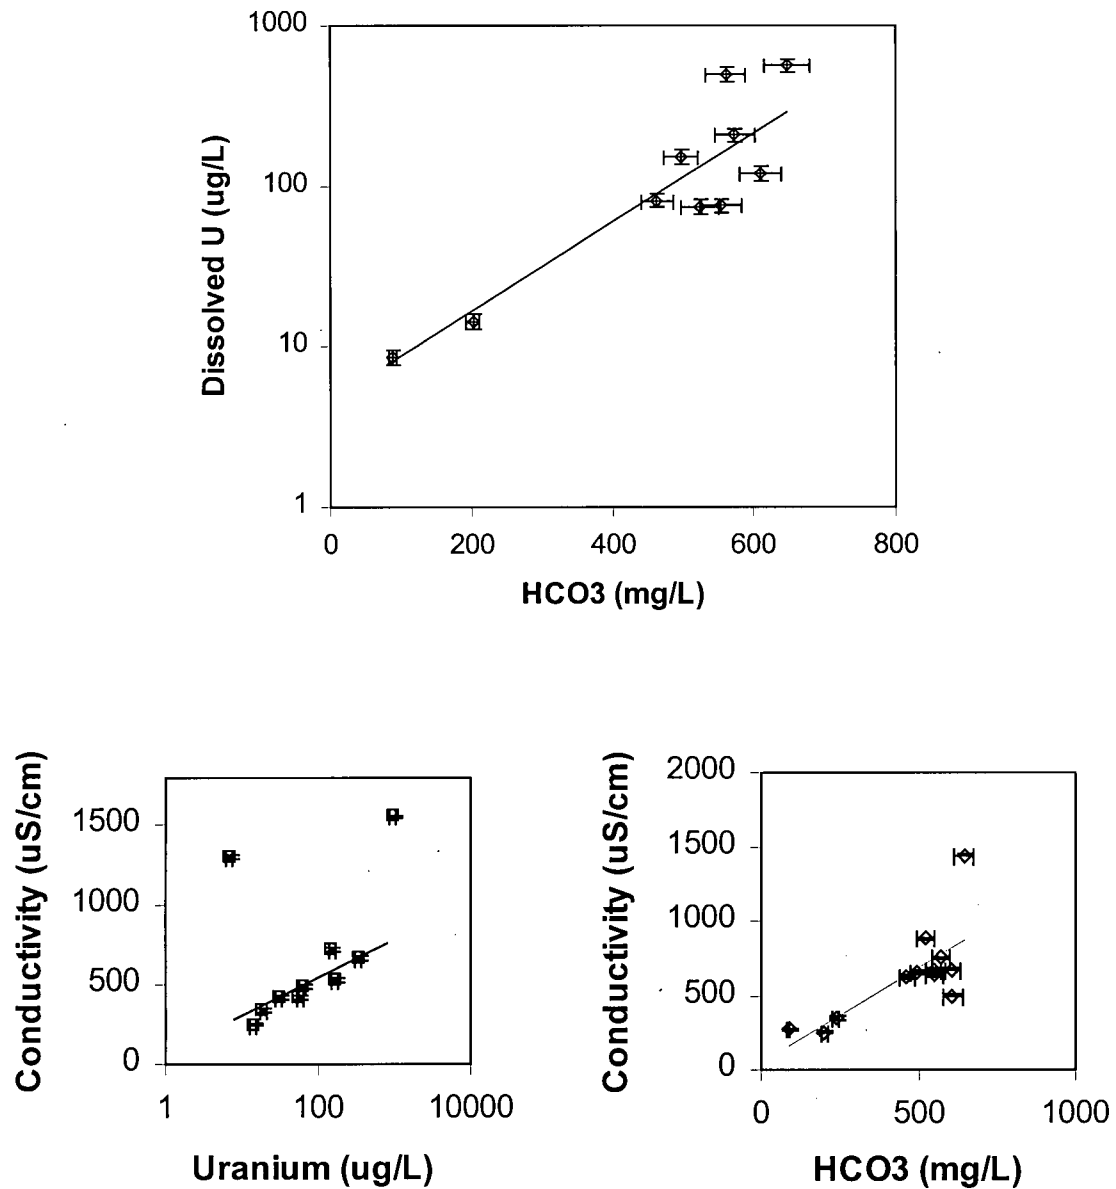 1000
100
10
1
Dissolved U (ug/L)
0 200 400 600 800
HCO3 (mg/L)
1500
1000
500
0
Conductivity (uS/cm)
1 100 10000
Uranium (ug/L)
2000
1500
1000
500
0
Conductivity (uS/cm)
0 500 1000
HCO3 (mg/L)